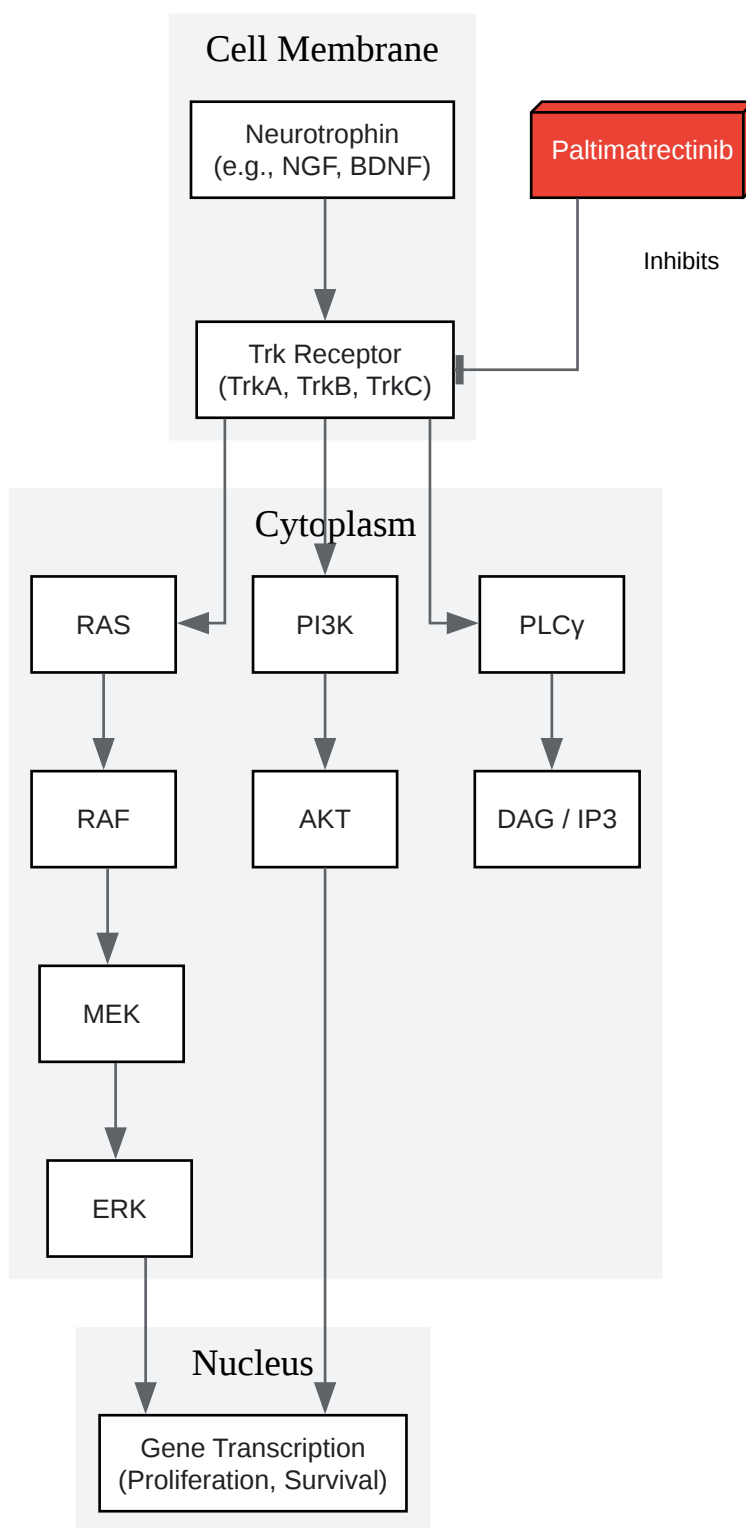 Cell Membrane
Neurotrophin
(e.g., NGF, BDNF)
Paltimatrectinib
Inhibits
Trk Receptor
(TrkA, TrkB, TrkC)
Cytoplasm
RAS
PI3K
PLCγ
RAF
AKT
DAG / IP3
MEK
ERK
Nucleus
Gene Transcription
(Proliferation, Survival)